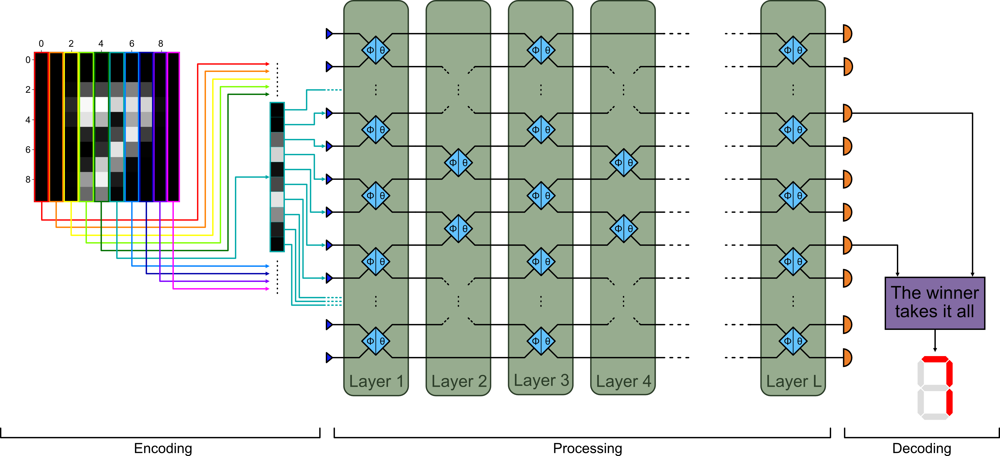 0 2 4 6 8
0
2
4
6
8
Φ θ Φ θ Φ θ
Φ θ Φ θ Φ θ
Φ θ Φ θ
Φ θ Φ θ Φ θ
Φ θ Φ θ
Φ θ Φ θ Φ θ
Φ θ Φ θ Φ θ
The winner
takes it all
Layer 1 Layer 2 Layer 3 Layer 4 Layer L
Encoding Processing Decoding